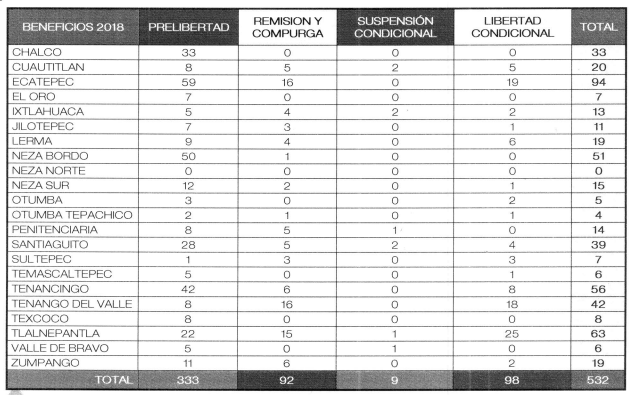 BENEFICIOS 2018 PRELIBERTAD REMISION Y COMPURGA SUSPENSIÓN CONDICIONAL LIBERTAD CONDICIONAL TOTAL
CHALCO 33 0 0 0 33
CUAUTITLAN 8 5 2 5 20
ECATEPEC 59 16 0 19 94
EL ORO 7 0 0 0 7
IXTLAHUACA 5 4 2 2 13
JILOTEPEC 7 3 0 1 11
LERMA 9 4 0 6 19
NEZA BORDO 50 1 0 0 51
NEZA NORTE 0 0 0 0 0
NEZA SUR 12 2 0 1 15
OTUMBA 3 0 0 2 5
OTUMBA TEPACHICO 2 1 0 1 4
PENITENCIARIA 8 5 1 0 14
SANTIAGUITO 28 5 2 4 39
SULTEPEC 1 3 0 3 7
TEMASCALTEPEC 5 0 0 1 6
TENANCINGO 42 6 0 8 56
TENANGO DEL VALLE 8 16 0 18 42
TEXCOCO 8 0 0 0 8
TLALNEPANTLA 22 15 1 25 63
VALLE DE BRAVO 5 0 1 0 6
ZUMPANGO 11 6 0 2 19
TOTAL 333 92 9 98 532